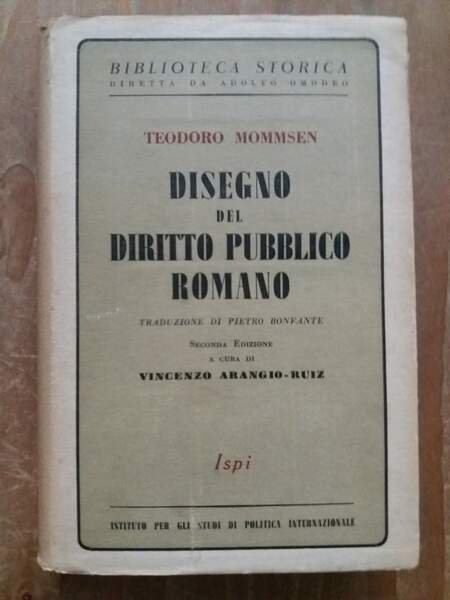 BIBLIOTECA STORICA
DIRETTA DA ADOLFO OMODEO
TEODORO MOMMSEN
DISEGNO
DEL
DIRITTO PUBBLICO
ROMANO
TRADUZIONE DI PIETRO BONFANTE
SECONDA EDIZIONE
A CURA DI
VINCENZO ARANGIO-RUIZ
Ispi
ISTITUTO PER GLI STUDI DI POLITICA INTERNAZIONALE